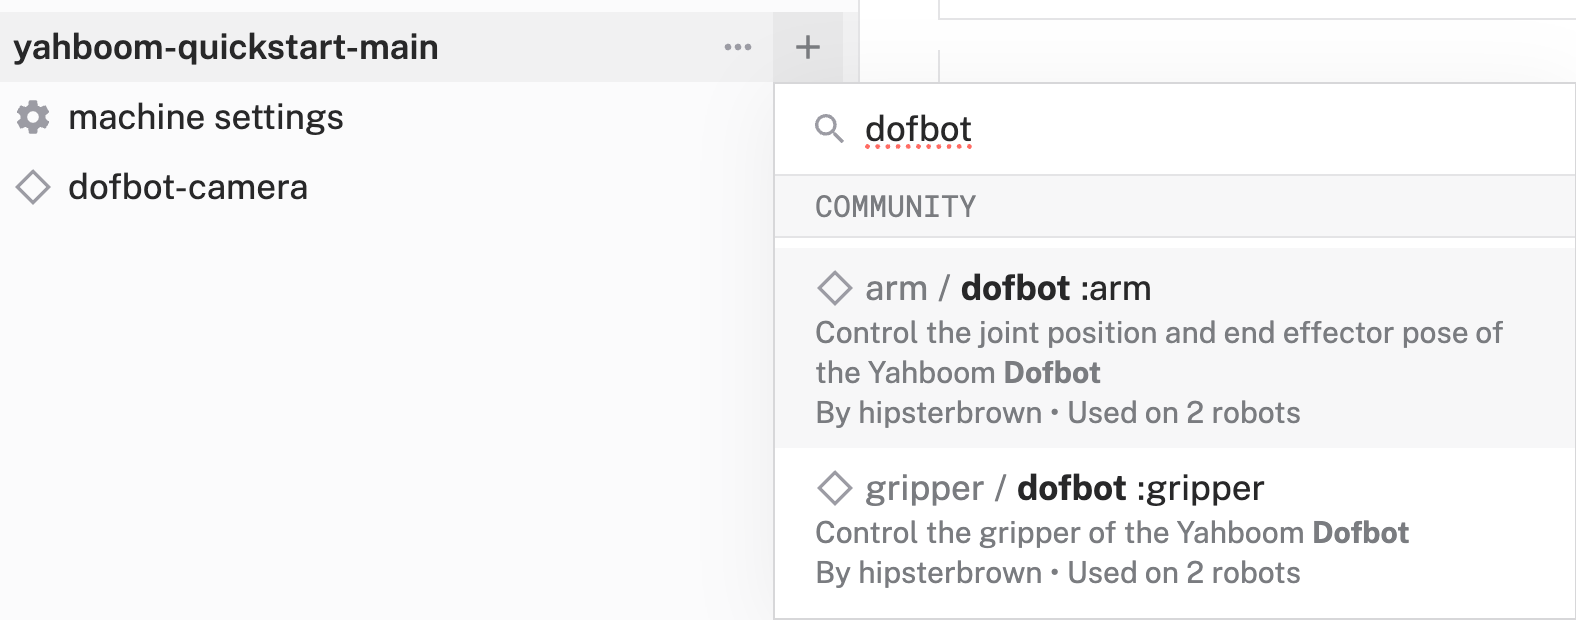 yahboom-quickstart-main
machine settings
dofbot-camera
dofbot
COMMUNITY
arm / dofbot :arm
Control the joint position and end effector pose of
the Yahboom Dofbot
By hipsterbrown • Used on 2 robots
gripper / dofbot :gripper
Control the gripper of the Yahboom Dofbot
By hipsterbrown • Used on 2 robots